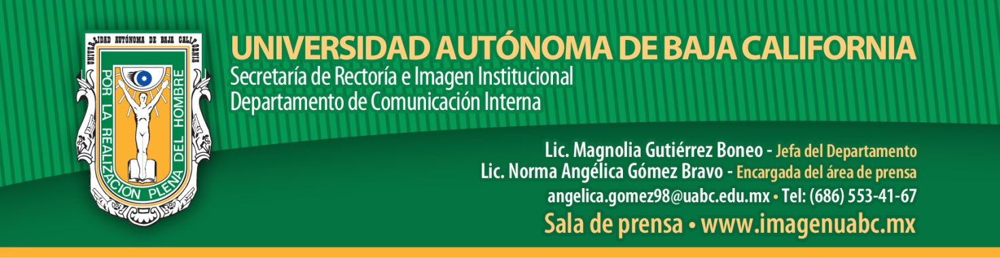 UNIVERSIDAD AUTÓNOMA DE BAJA CALIFORNIA
POR LA REALIZACIÓN PLENA DEL HOMBRE
UNIVERSIDAD AUTÓNOMA DE BAJA CALIFORNIA
Secretaría de Rectoría e Imagen Institucional
Departamento de Comunicación Interna
Lic. Magnolia Gutiérrez Boneo - Jefa del Departamento
Lic. Norma Angélica Gómez Bravo - Encargada del área de prensa
angelica.gomez98@uabc.edu.mx • Tel: (686) 553-41-67
Sala de prensa • www.imagenuabc.mx